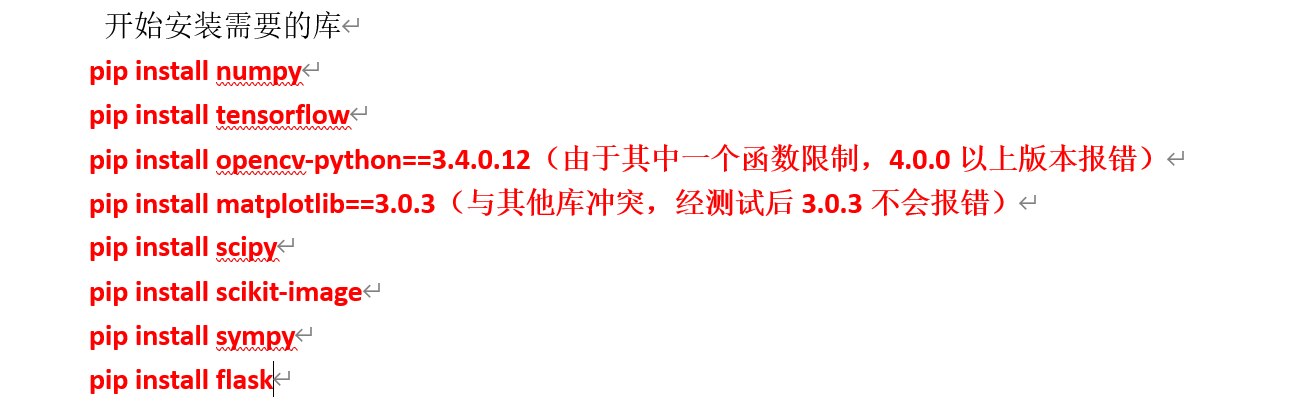 开始安装需要的库
pip install numpy
pip install tensorflow
pip install opencv-python==3.4.0.12（由于其中一个函数限制，4.0.0 以上版本报错）
pip install matplotlib==3.0.3（与其他库冲突，经测试后 3.0.3 不会报错）
pip install scipy
pip install scikit-image
pip install sympy
pip install flask